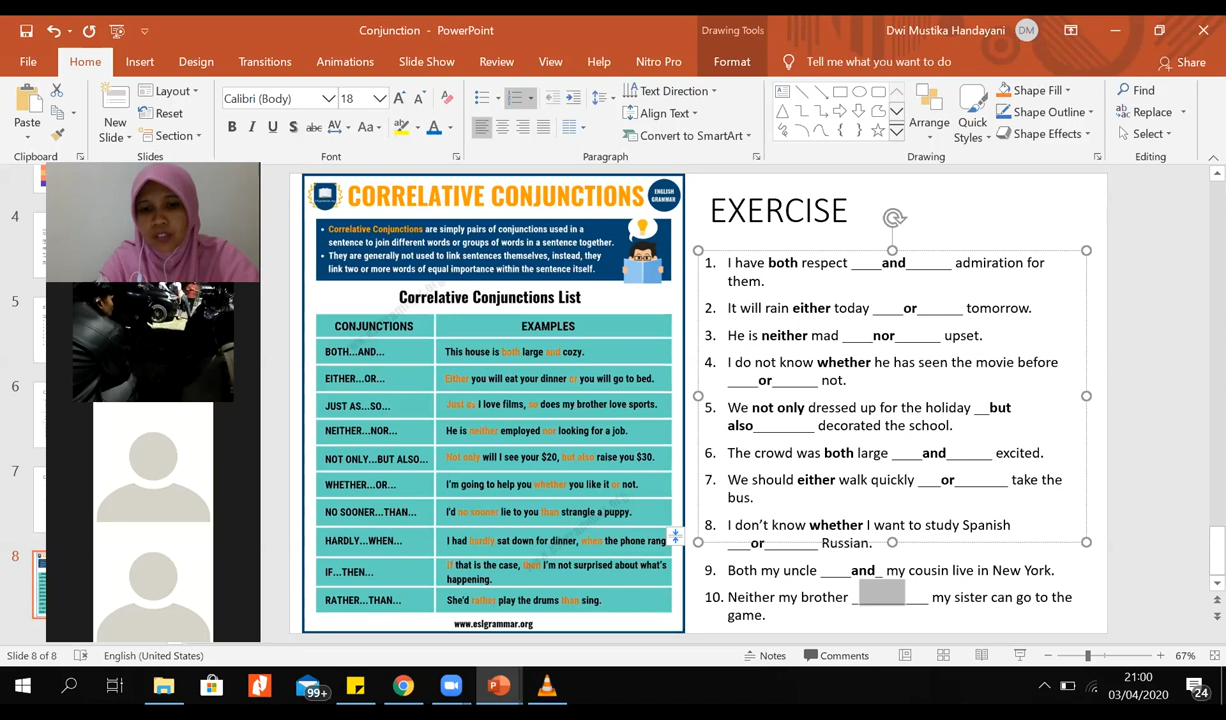 Conjunction - PowerPoint
Drawing Tools
Dwi Mustika Handayani
DM
File
Home
Insert
Design
Transitions
Animations
Slide Show
Review
View
Help
Nitro Pro
Format
Tell me what you want to do
Share
Paste
New
Slide
Layout
Reset
Section
Calibri (Body)
18
B I U S abc AV Aa A
Text Direction
Align Text
Convert to SmartArt
Arrange
Quick
Styles
Shape Fill
Shape Outline
Shape Effects
Find
Replace
Select
Clipboard
Slides
Font
Paragraph
Drawing
Editing
4
5
6
7
8
CORRELATIVE CONJUNCTIONS
ENGLISH
GRAMMAR
• Correlative Conjunctions are simply pairs of conjunctions used in a
sentence to join different words or groups of words in a sentence together.
• They are generally not used to link sentences themselves, instead, they
link two or more words of equal importance within the sentence itself.
Correlative Conjunctions List
CONJUNCTIONS EXAMPLES
BOTH...AND... This house is both large and cozy.
EITHER...OR... Either you will eat your dinner or you will go to bed.
JUST AS...SO... Just as I love films, so does my brother love sports.
NEITHER...NOR... He is neither employed nor looking for a job.
NOT ONLY...BUT ALSO... Not only will I see your $20, but also raise you $30.
WHETHER...OR... I'm going to help you whether you like it or not.
NO SOONER...THAN... I'd no sooner lie to you than strangle a puppy.
HARDLY...WHEN... I had hardly sat down for dinner, when the phone rang
IF...THEN... If that is the case, then I'm not surprised about what's
happening.
RATHER...THAN... She'd rather play the drums than sing.
www.eslgrammar.org
EXERCISE
1. I have both respect ____and______ admiration for
them.
2. It will rain either today ____or______ tomorrow.
3. He is neither mad ____nor______ upset.
4. I do not know whether he has seen the movie before
____or______ not.
5. We not only dressed up for the holiday __but
also________ decorated the school.
6. The crowd was both large ____and______ excited.
7. We should either walk quickly ___or_______ take the
bus.
8. I don't know whether I want to study Spanish
___or_______ Russian.
9. Both my uncle ____and_ my cousin live in New York.
10. Neither my brother _ ___ my sister can go to the
game.
Slide 8 of 8
English (United States)
Notes
Comments
67%
99+
21:00
03/04/2020
24